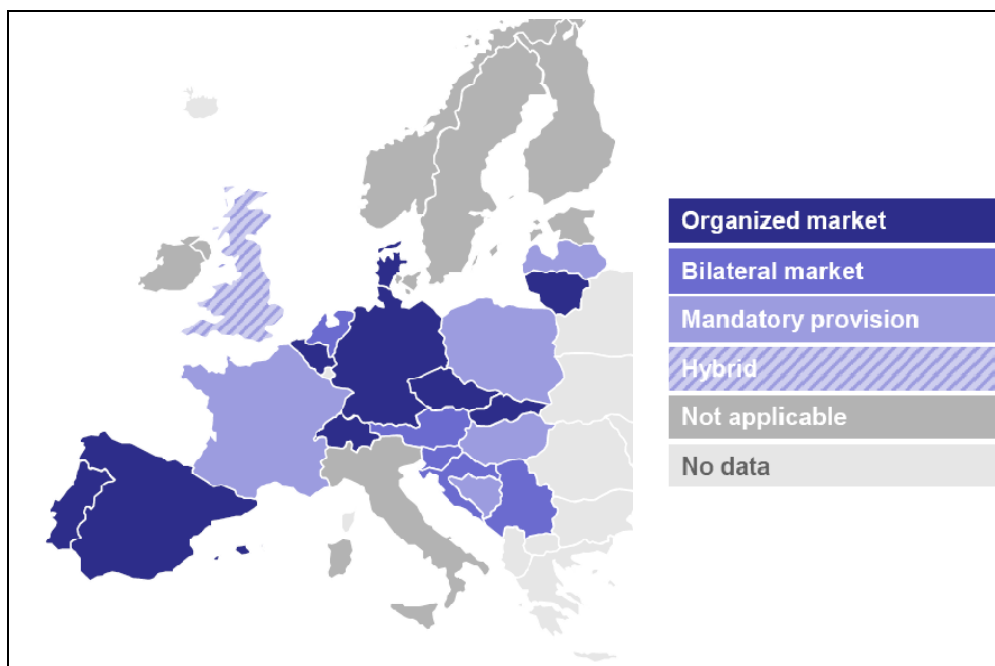 Organized market
Bilateral market
Mandatory provision
Hybrid
Not applicable
No data